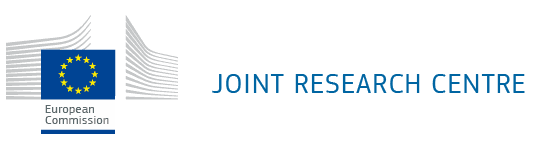 JOINT RESEARCH CENTRE
European
Commission